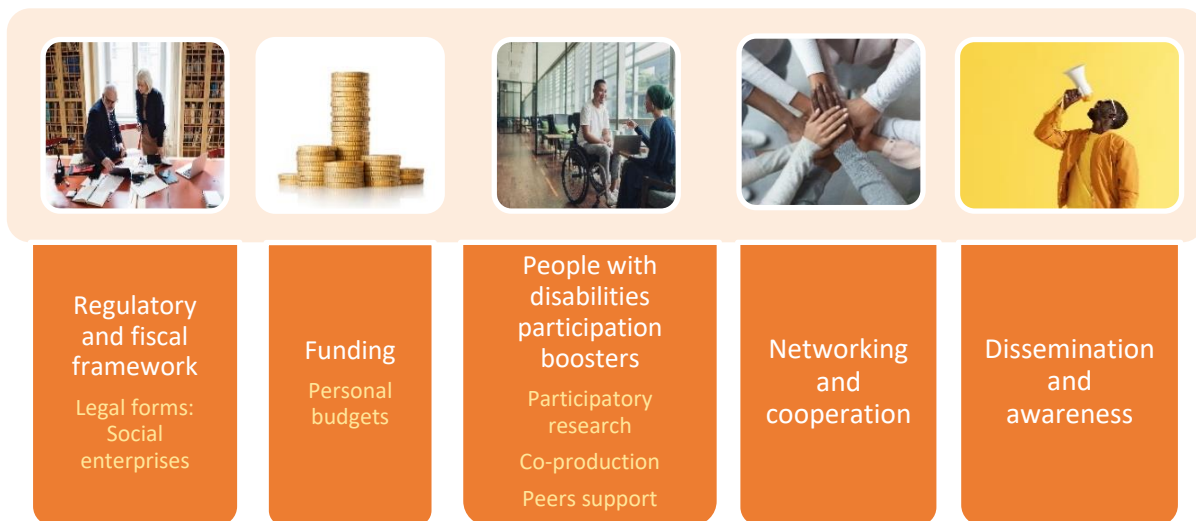 Regulatory
and fiscal
framework
Legal forms:
Social
enterprises
Funding
Personal
budgets
People with
disabilities
participation
boosters
Participatory
research
Co-production
Peers support
Networking
and
cooperation
Dissemination
and
awareness